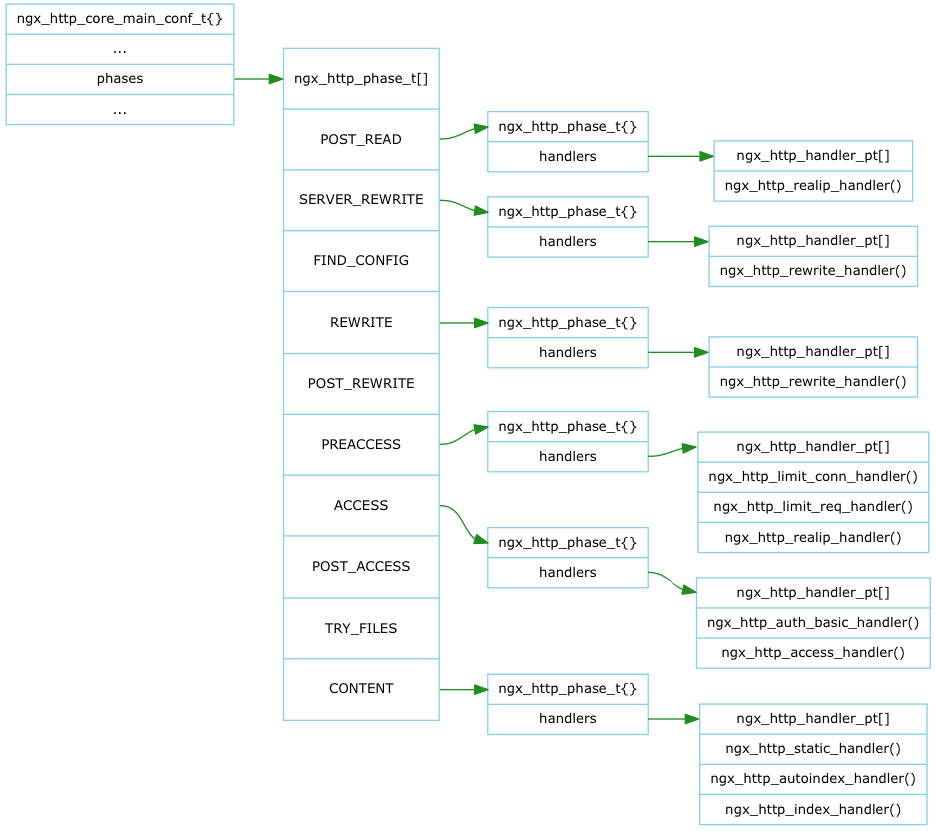 ngx_http_core_main_conf_t{}
...
phases
...
ngx_http_phase_t[]
POST_READ
SERVER_REWRITE
FIND_CONFIG
REWRITE
POST_REWRITE
PREACCESS
ACCESS
POST_ACCESS
TRY_FILES
CONTENT
ngx_http_phase_t{}
handlers
ngx_http_handler_pt[]
ngx_http_realip_handler()
ngx_http_phase_t{}
handlers
ngx_http_handler_pt[]
ngx_http_rewrite_handler()
ngx_http_phase_t{}
handlers
ngx_http_handler_pt[]
ngx_http_rewrite_handler()
ngx_http_phase_t{}
handlers
ngx_http_handler_pt[]
ngx_http_limit_conn_handler()
ngx_http_limit_req_handler()
ngx_http_realip_handler()
ngx_http_phase_t{}
handlers
ngx_http_handler_pt[]
ngx_http_auth_basic_handler()
ngx_http_access_handler()
ngx_http_phase_t{}
handlers
ngx_http_handler_pt[]
ngx_http_static_handler()
ngx_http_autoindex_handler()
ngx_http_index_handler()